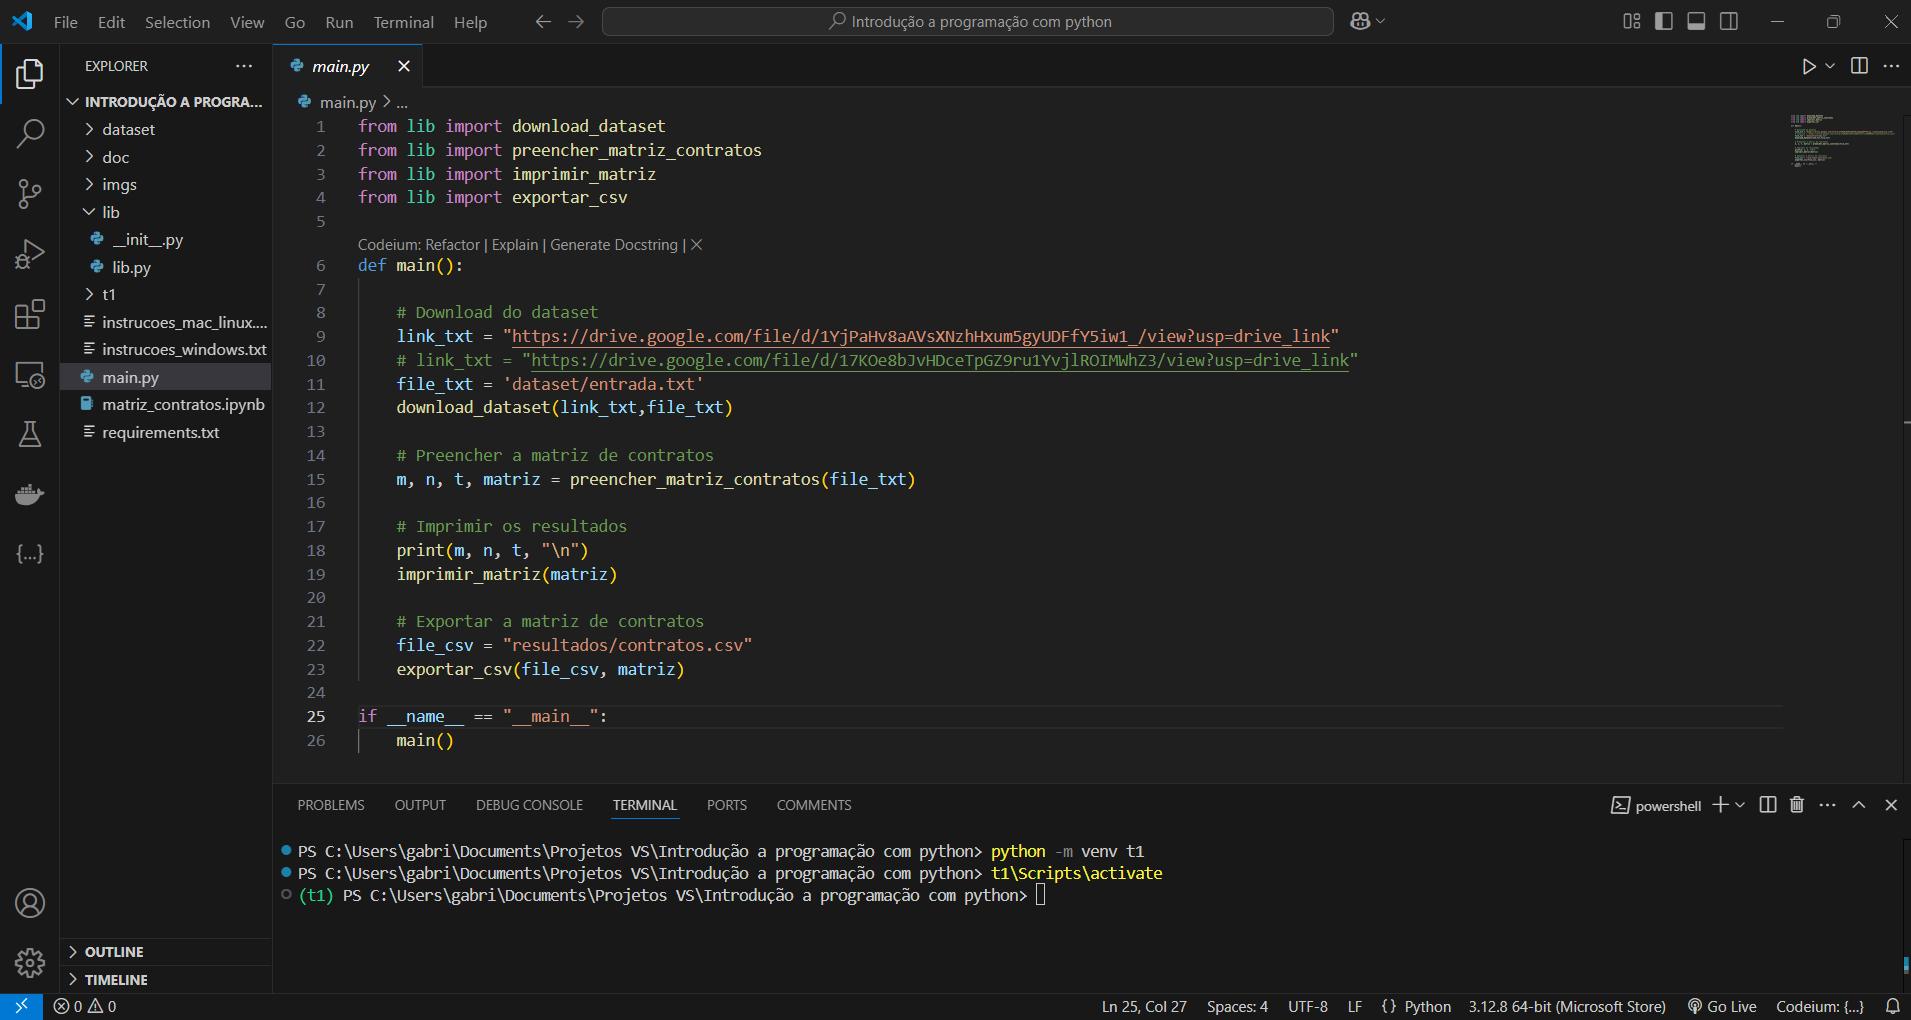 File Edit Selection View Go Run Terminal Help
Introdução a programação com python
EXPLORER
INTRODUÇÃO A PROGRA...
dataset
doc
imgs
lib
__init__.py
lib.py
t1
instrucoes_mac_linux....
instrucoes_windows.txt
main.py
matriz_contratos.ipynb
requirements.txt
OUTLINE
TIMELINE
main.py
main.py > ...
1 from lib import download_dataset
2 from lib import preencher_matriz_contratos
3 from lib import imprimir_matriz
4 from lib import exportar_csv
5
Codeium: Refactor | Explain | Generate Docstring | ×
6 def main():
7
8 # Download do dataset
9 link_txt = "https://drive.google.com/file/d/1YjPaHv8aAVsXNzhHxum5gyUDFfY5iw1_/view?usp=drive_link"
10 # link_txt = "https://drive.google.com/file/d/17KOe8bJvHDceTpGZ9ru1YvjlROIMWhZ3/view?usp=drive_link"
11 file_txt = 'dataset/entrada.txt'
12 download_dataset(link_txt,file_txt)
13
14 # Preencher a matriz de contratos
15 m, n, t, matriz = preencher_matriz_contratos(file_txt)
16
17 # Imprimir os resultados
18 print(m, n, t, "\n")
19 imprimir_matriz(matriz)
20
21 # Exportar a matriz de contratos
22 file_csv = "resultados/contratos.csv"
23 exportar_csv(file_csv, matriz)
24
25 if __name__ == "__main__":
26 main()
PROBLEMS OUTPUT DEBUG CONSOLE TERMINAL PORTS COMMENTS
powershell
PS C:\Users\gabri\Documents\Projetos VS\Introdução a programação com python> python -m venv t1
PS C:\Users\gabri\Documents\Projetos VS\Introdução a programação com python> t1\Scripts\activate
(t1) PS C:\Users\gabri\Documents\Projetos VS\Introdução a programação com python>
0 0
Ln 25, Col 27 Spaces: 4 UTF-8 LF {} Python 3.12.8 64-bit (Microsoft Store) Go Live Codeium: {...}